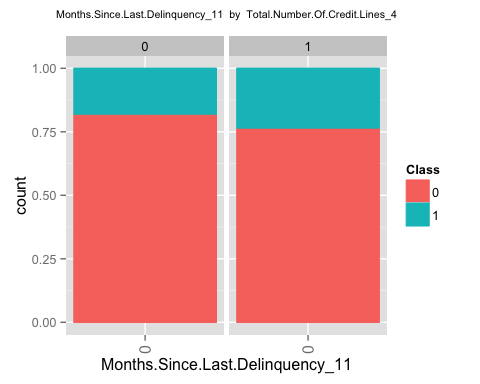 Months.Since.Last.Delinquency_11 by Total.Number.Of.Credit.Lines_4
0 1
1.00
0.75
0.50
0.25
0.00
count
0 0
Months.Since.Last.Delinquency_11
Class
0
1